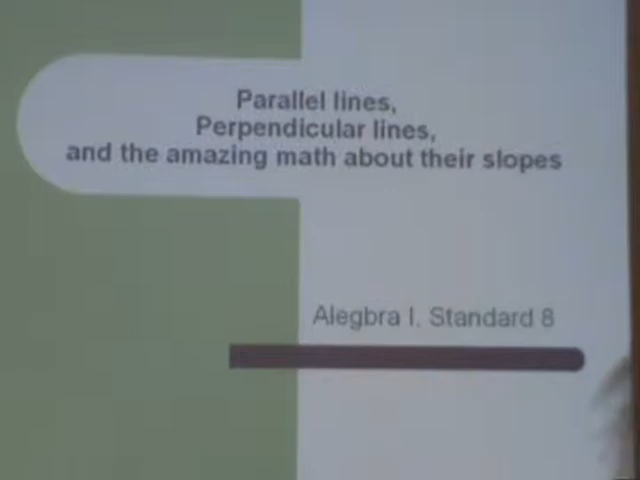 Parallel lines,
Perpendicular lines,
and the amazing math about their slopes
Alegbra I. Standard 8